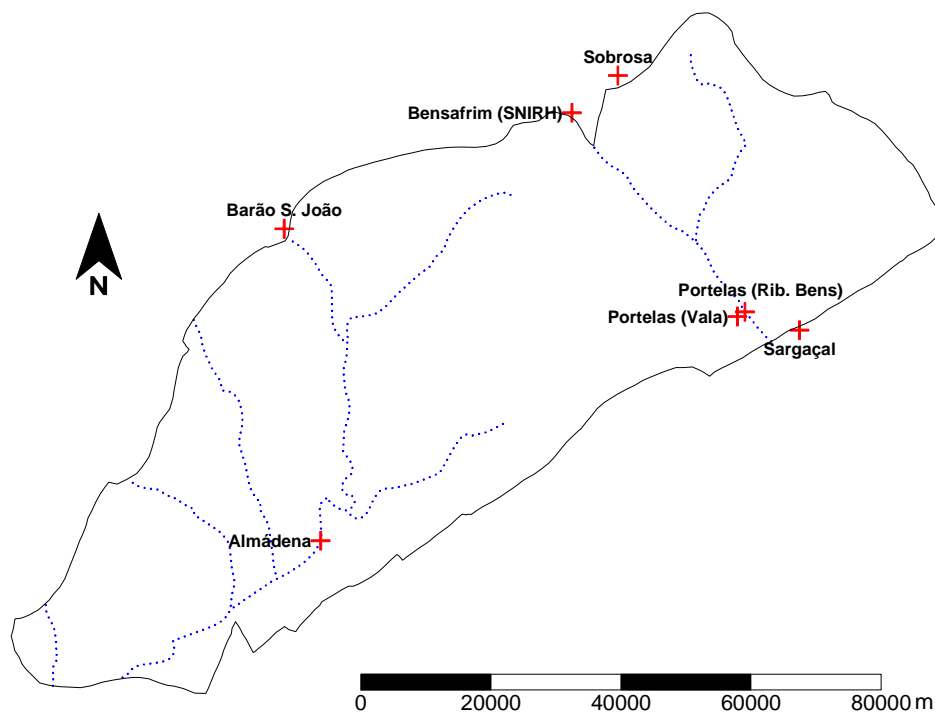 Sobrosa
Bensafrim (SNIRH)
Barão S. João
N
Portelas (Rib. Bens)
Portelas (Vala)
Sargaçal
Almádena
0 20000 40000 60000 80000 m